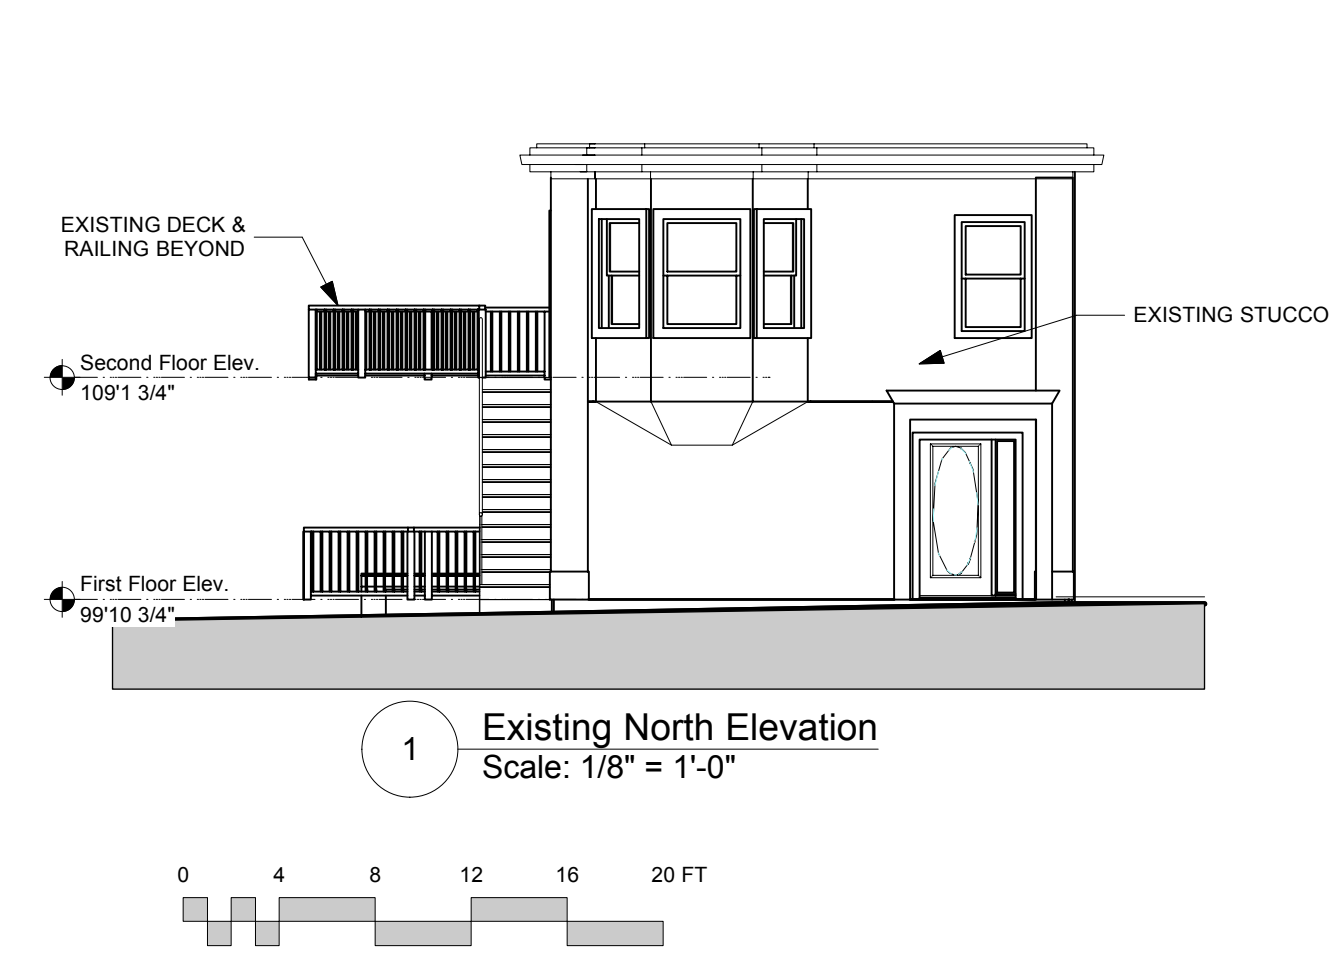 EXISTING DECK &
RAILING BEYOND
EXISTING STUCCO
Second Floor Elev.
109'1 3/4"
First Floor Elev.
99'10 3/4"
1
Existing North Elevation
Scale: 1/8" = 1'-0"
0 4 8 12 16 20 FT